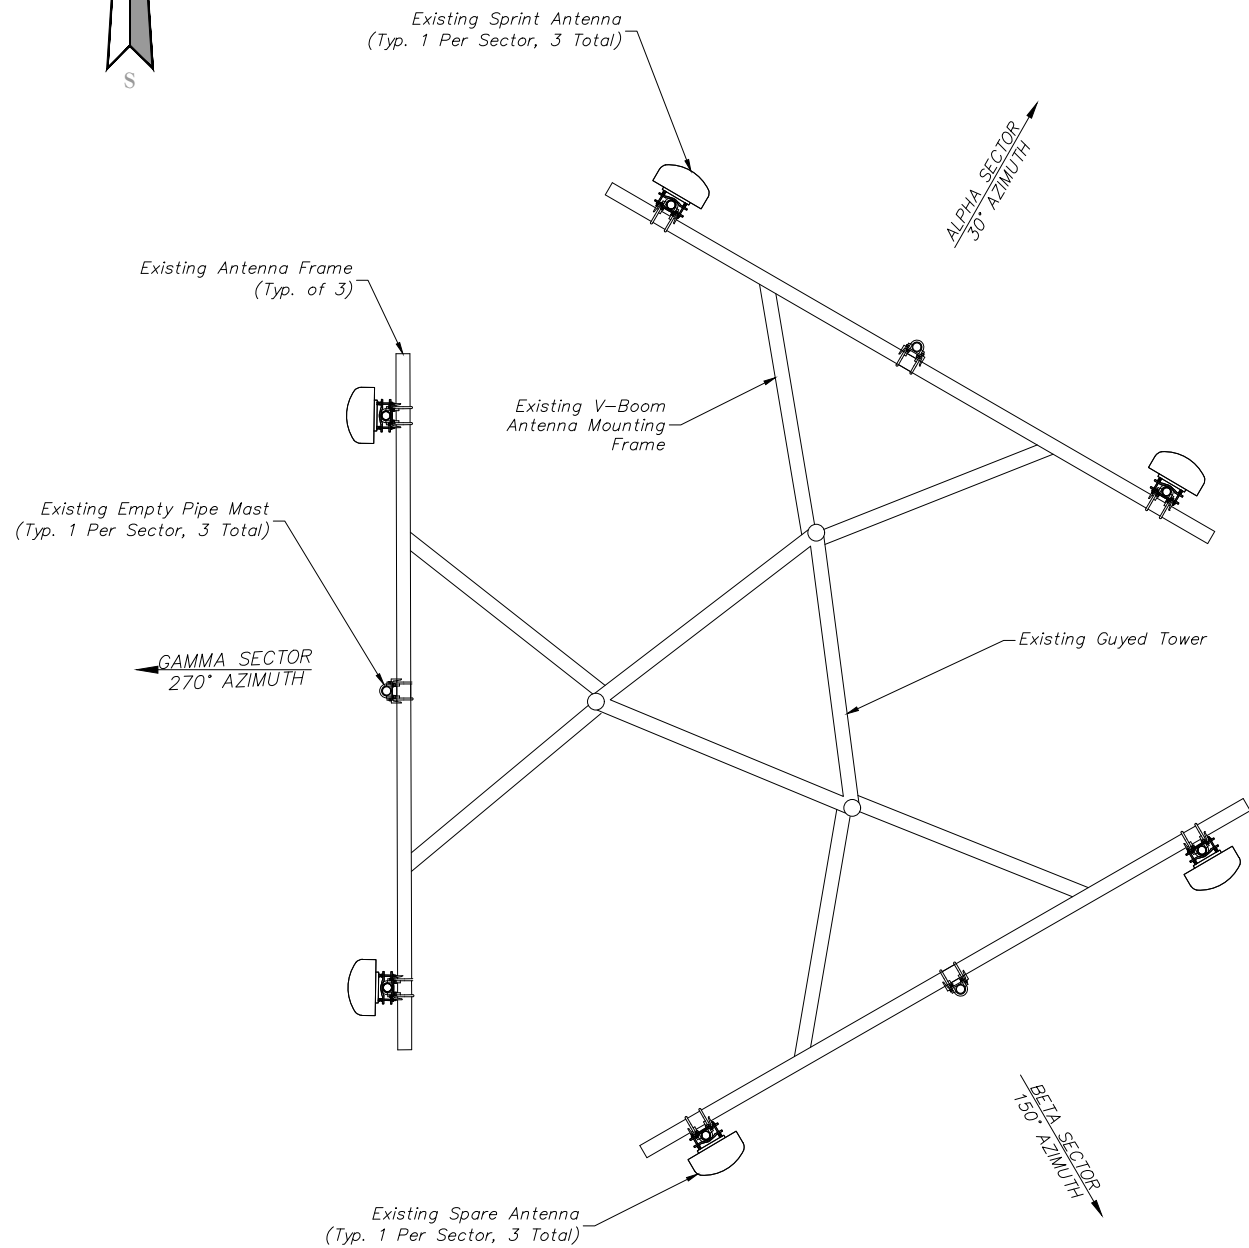 Existing Sprint Antenna
(Typ. 1 Per Sector, 3 Total)
S
ALPHA SECTOR
30° AZIMUTH
Existing Antenna Frame
(Typ. of 3)
Existing V-Boom
Antenna Mounting
Frame
Existing Empty Pipe Mast
(Typ. 1 Per Sector, 3 Total)
Existing Guyed Tower
GAMMA SECTOR
270° AZIMUTH
BETA SECTOR
150° AZIMUTH
Existing Spare Antenna
(Typ. 1 Per Sector, 3 Total)